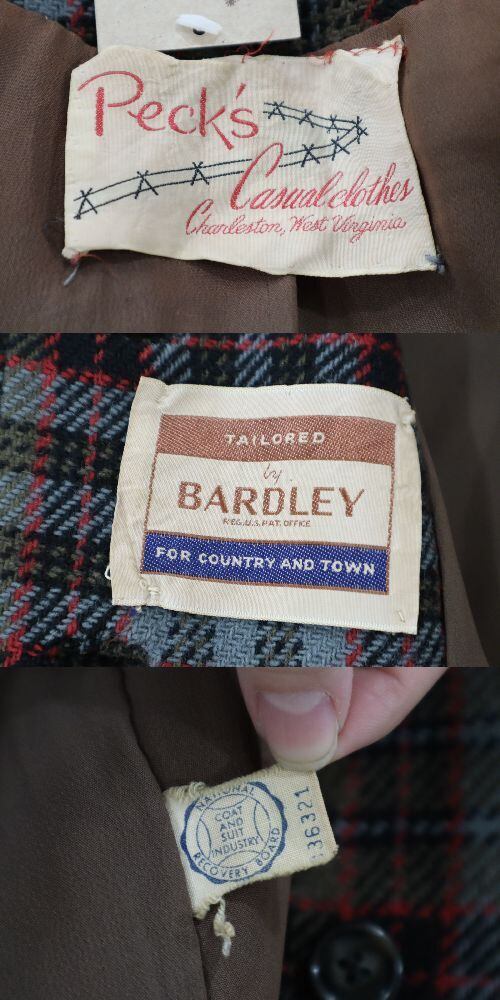 Peck's
Casual clothes
Charleston, West Virginia
TAILORED
by
BARDLEY
REG. U.S. PAT. OFFICE
FOR COUNTRY AND TOWN
NATIONAL
COAT
AND
SUIT
INDUSTRY
RECOVERY BOARD
36321